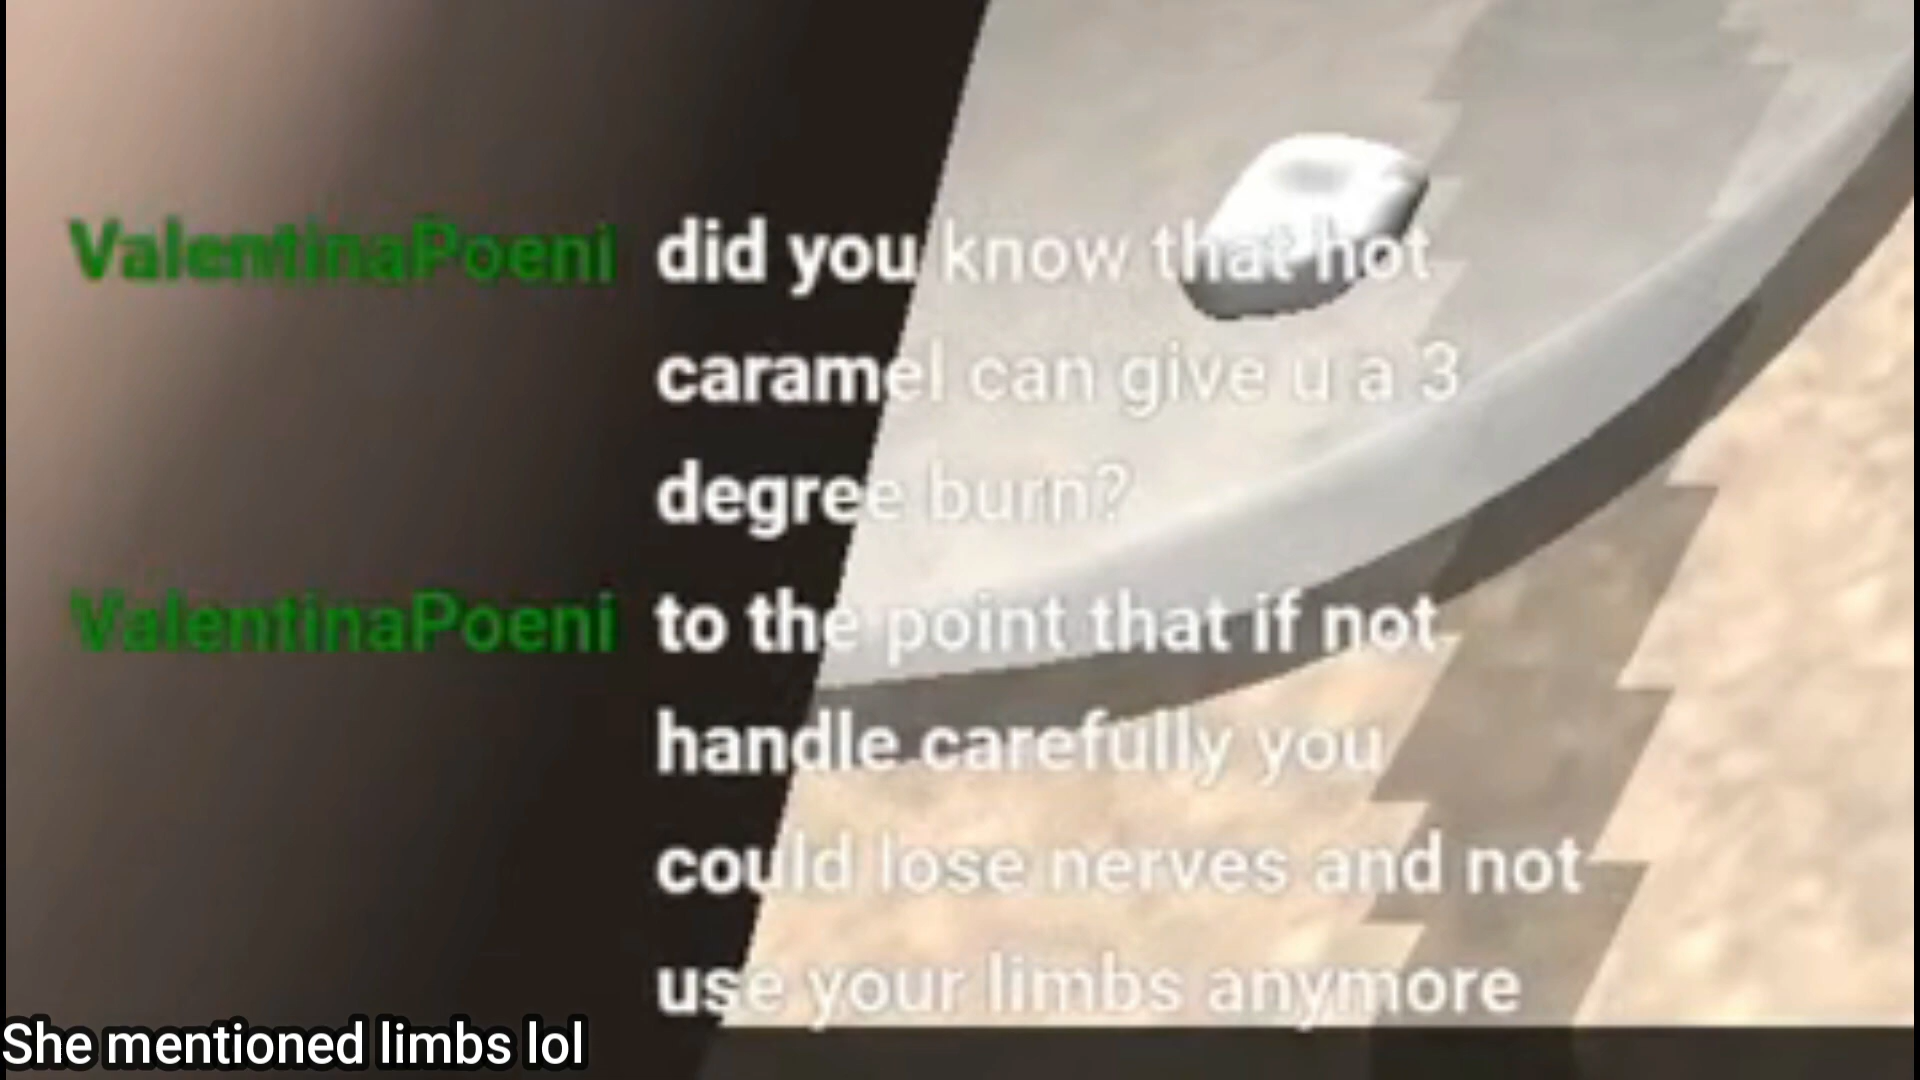 ValentinaPoeni did you know that hot
caramel can give u a 3
degree burn?
ValentinaPoeni to the point that if not
handle carefully you
could lose nerves and not
use your limbs anymore
She mentioned limbs lol